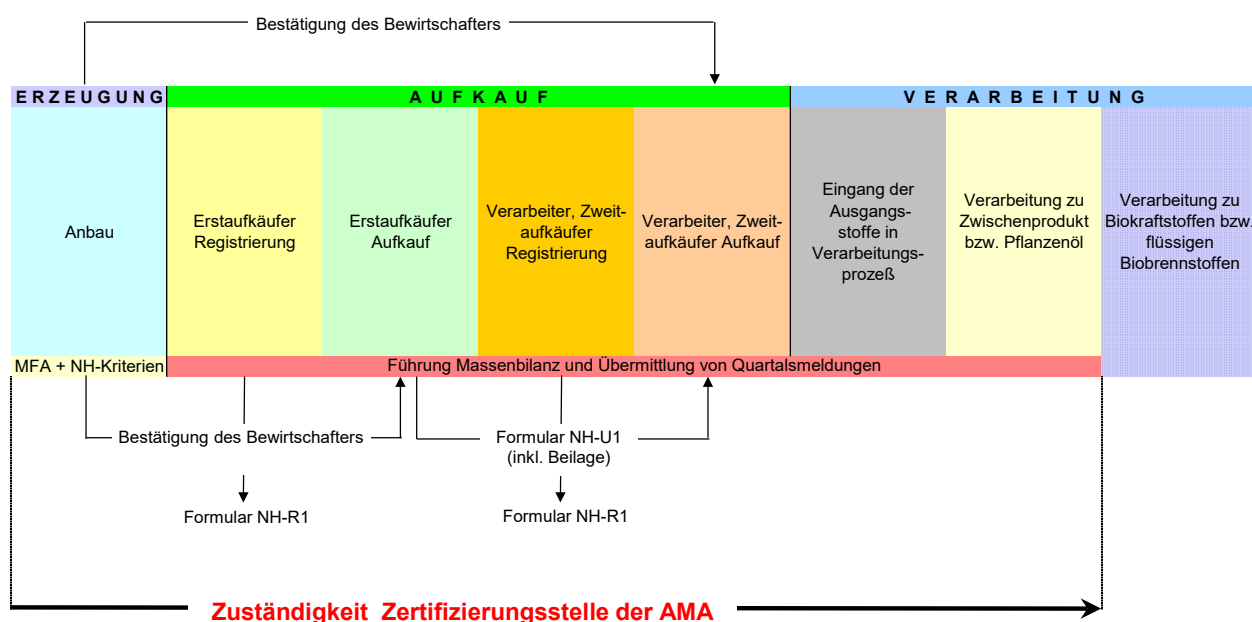 Bestätigung des Bewirtschafters
E R Z E U G U N G
A U F K A U F
V E R A R B E I T U N G
Anbau
Erstaufkäufer
Registrierung
Erstaufkäufer
Aufkauf
Verarbeiter, Zweit-
aufkäufer
Registrierung
Verarbeiter, Zweit-
aufkäufer Aufkauf
Eingang der
Ausgangs-
stoffe in
Verarbeitungs-
prozeß
Verarbeitung zu
Zwischenprodukt
bzw. Pflanzenöl
Verarbeitung zu
Biokraftstoffen bzw.
flüssigen
Biobrennstoffen
MFA + NH-Kriterien
Führung Massenbilanz und Übermittlung von Quartalsmeldungen
Bestätigung des Bewirtschafters
Formular NH-U1
(inkl. Beilage)
Formular NH-R1
Formular NH-R1
Zuständigkeit Zertifizierungsstelle der AMA